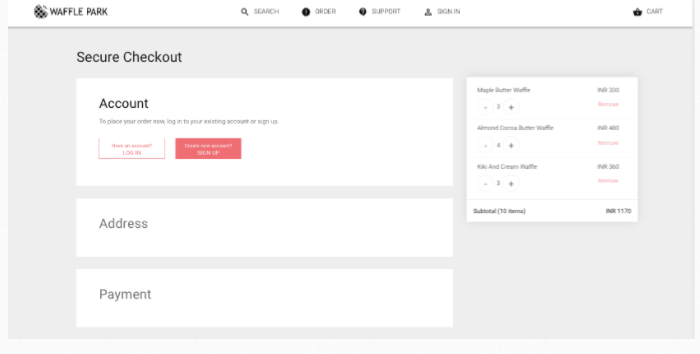 WAFFLE PARK
SEARCH
ORDER
SUPPORT
SIGN IN
CART
Secure Checkout
Account
To place your order now, log in to your existing account or sign up.
Have an account?
LOG IN
Create new account?
SIGN UP
Address
Payment
Maple Butter Waffle INR 330
- 3 + Remove
Almond Cocoa Butter Waffle INR 480
- 4 + Remove
Kiki And Cream Waffle INR 360
- 3 + Remove
Subtotal (10 items) INR 1170